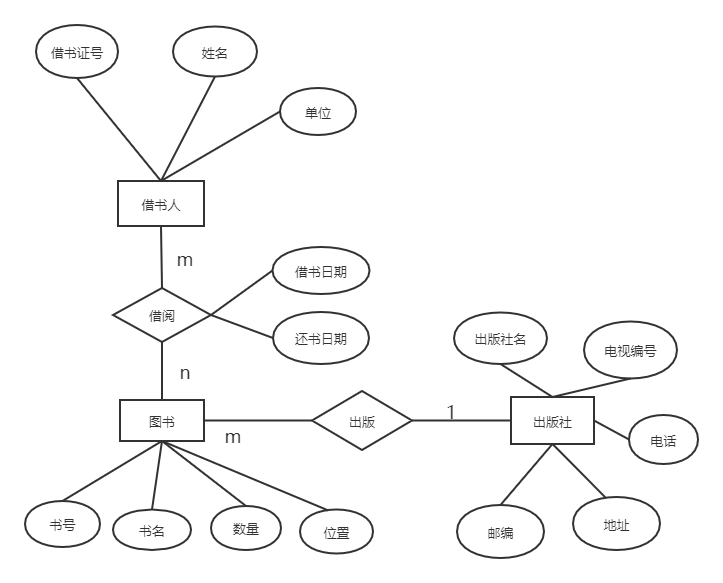 借书证号
姓名
单位
借书人
m
借书日期
借阅
还书日期
出版社名
电视编号
n
图书
m
出版
1
出版社
电话
书号
书名
数量
位置
邮编
地址